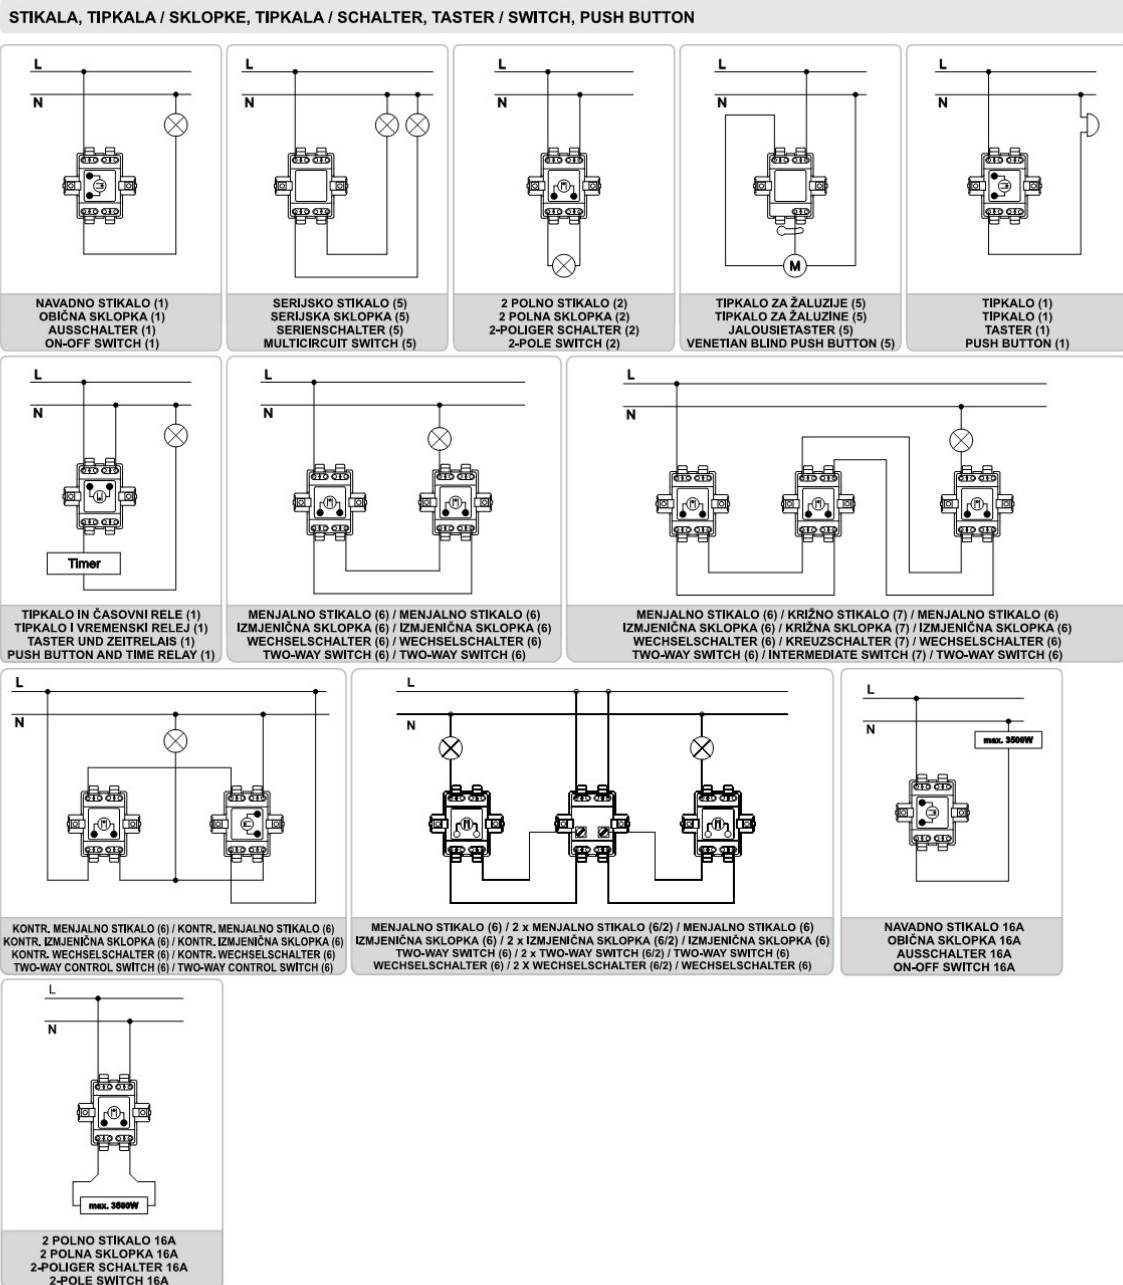 STIKALA, TIPKALA / SKLOPKE, TIPKALA / SCHALTER, TASTER / SWITCH, PUSH BUTTON
L
N
NAVADNO STIKALO (1)
OBIČNA SKLOPKA (1)
AUSSCHALTER (1)
ON-OFF SWITCH (1)
L
N
SERIJSKO STIKALO (5)
SERIJSKA SKLOPKA (5)
SERIENSCHALTER (5)
MULTICIRCUIT SWITCH (5)
L
N
2 POLNO STIKALO (2)
2 POLNA SKLOPKA (2)
2-POLIGER SCHALTER (2)
2-POLE SWITCH (2)
L
N
M
TIPKALO ZA ŽALUZIJE (5)
TIPKALO ZA ŽALUZINE (5)
JALOUSIETASTER (5)
VENETIAN BLIND PUSH BUTTON (5)
L
N
TIPKALO (1)
TIPKALO (1)
TASTER (1)
PUSH BUTTON (1)
L
N
Timer
TIPKALO IN ČASOVNI RELE (1)
TIPKALO I VREMENSKI RELEJ (1)
TASTER UND ZEITRELAIS (1)
PUSH BUTTON AND TIME RELAY (1)
L
N
MENJALNO STIKALO (6) / MENJALNO STIKALO (6)
IZMJENIČNA SKLOPKA (6) / IZMJENIČNA SKLOPKA (6)
WECHSELSCHALTER (6) / WECHSELSCHALTER (6)
TWO-WAY SWITCH (6) / TWO-WAY SWITCH (6)
L
N
MENJALNO STIKALO (6) / KRIŽNO STIKALO (7) / MENJALNO STIKALO (6)
IZMJENIČNA SKLOPKA (6) / KRIŽNA SKLOPKA (7) / IZMJENIČNA SKLOPKA (6)
WECHSELSCHALTER (6) / KREUZSCHALTER (7) / WECHSELSCHALTER (6)
TWO-WAY SWITCH (6) / INTERMEDIATE SWITCH (7) / TWO-WAY SWITCH (6)
L
N
KONTR. MENJALNO STIKALO (6) / KONTR. MENJALNO STIKALO (6)
KONTR. IZMJENIČNA SKLOPKA (6) / KONTR. IZMJENIČNA SKLOPKA (6)
KONTR. WECHSELSCHALTER (6) / KONTR. WECHSELSCHALTER (6)
TWO-WAY CONTROL SWITCH (6) / TWO-WAY CONTROL SWITCH (6)
L
N
MENJALNO STIKALO (6) / 2 x MENJALNO STIKALO (6/2) / MENJALNO STIKALO (6)
IZMJENIČNA SKLOPKA (6) / 2 x IZMJENIČNA SKLOPKA (6/2) / IZMJENIČNA SKLOPKA (6)
TWO-WAY SWITCH (6) / 2 x TWO-WAY SWITCH (6/2) / TWO-WAY SWITCH (6)
WECHSELSCHALTER (6) / 2 X WECHSELSCHALTER (6/2) / WECHSELSCHALTER (6)
L
N
max. 3500W
NAVADNO STIKALO 16A
OBIČNA SKLOPKA 16A
AUSSCHALTER 16A
ON-OFF SWITCH 16A
L
N
max. 3500W
2 POLNO STIKALO 16A
2 POLNA SKLOPKA 16A
2-POLIGER SCHALTER 16A
2-POLE SWITCH 16A